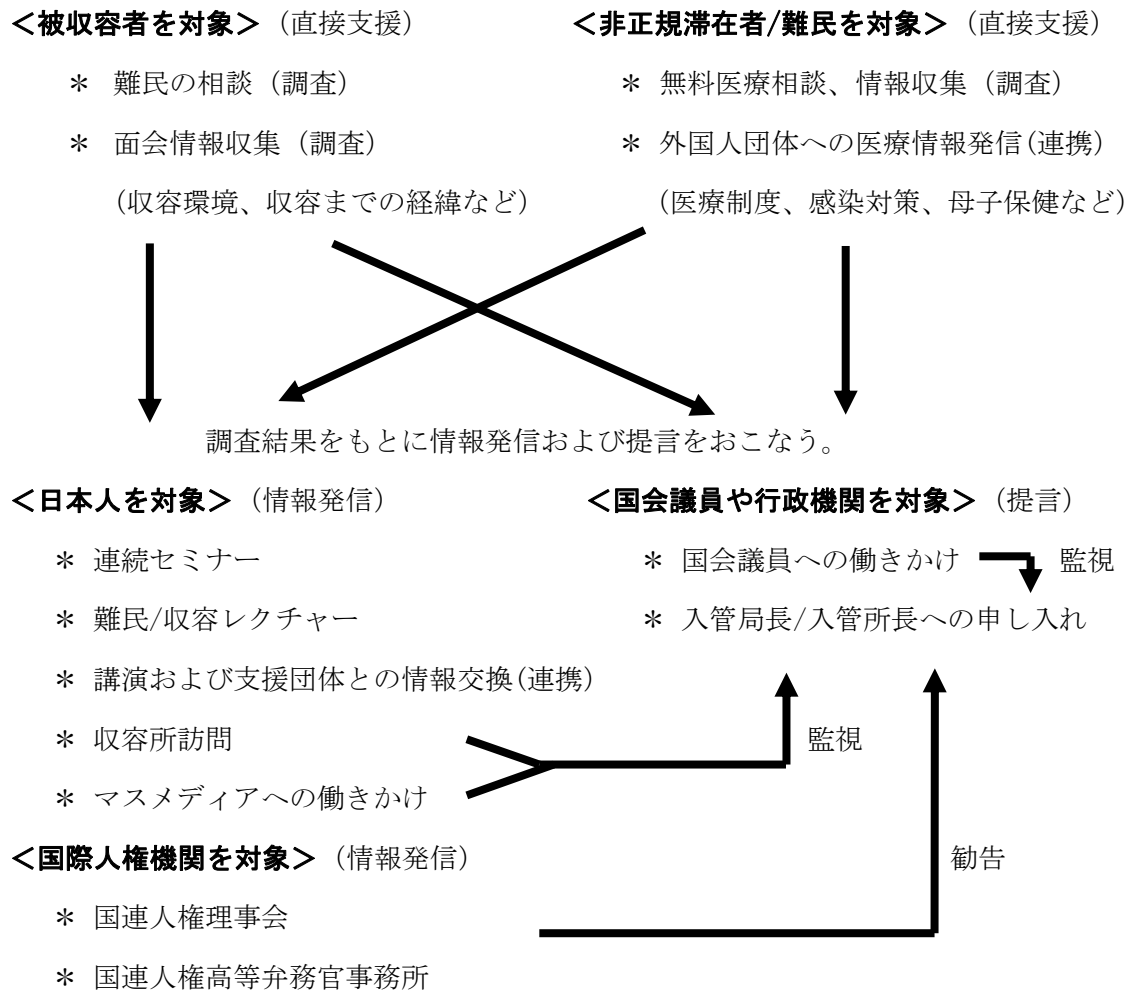 ＜被収容者を対象＞（直接支援）
＊ 難民の相談（調査）
＊ 面会情報収集（調査）
（収容環境、収容までの経緯など）
＜非正規滞在者/難民を対象＞（直接支援）
＊ 無料医療相談、情報収集（調査）
＊ 外国人団体への医療情報発信(連携)
（医療制度、感染対策、母子保健など）
調査結果をもとに情報発信および提言をおこなう。
＜日本人を対象＞（情報発信）
＊ 連続セミナー
＊ 難民/収容レクチャー
＊ 講演および支援団体との情報交換(連携)
＊ 収容所訪問
＊ マスメディアへの働きかけ
＜国会議員や行政機関を対象＞（提言）
＊ 国会議員への働きかけ 監視
＊ 入管局長/入管所長への申し入れ
監視
＜国際人権機関を対象＞（情報発信）
勧告
＊ 国連人権理事会
＊ 国連人権高等弁務官事務所